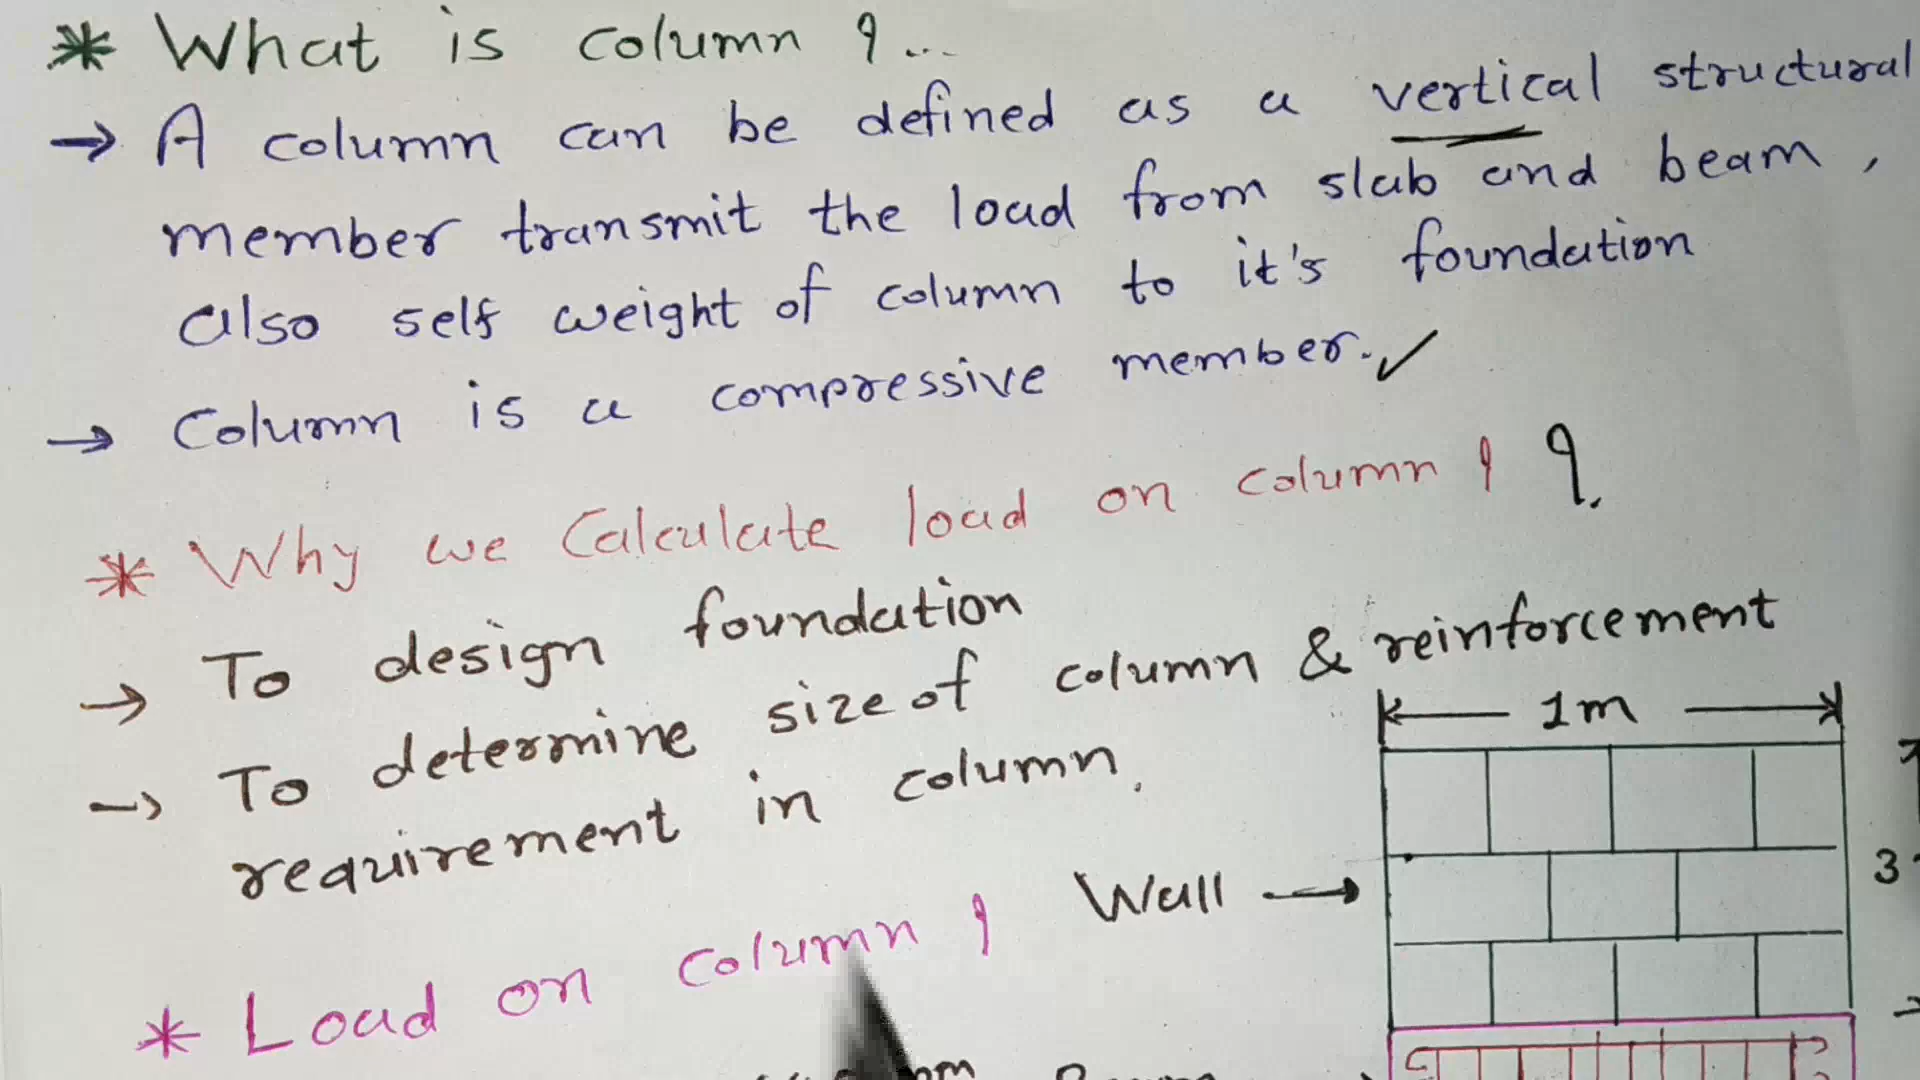 * What is column ? ...
→ A column can be defined as a vertical structural
member transmit the load from slab and beam,
also self weight of column to it's foundation
→ Column is a compressive member. ✓
* Why we Calculate load on column ? ?
→ To design foundation
→ To determine size of column & reinforcement
requirement in column.
1m
Wall →
3
* Load on column ?